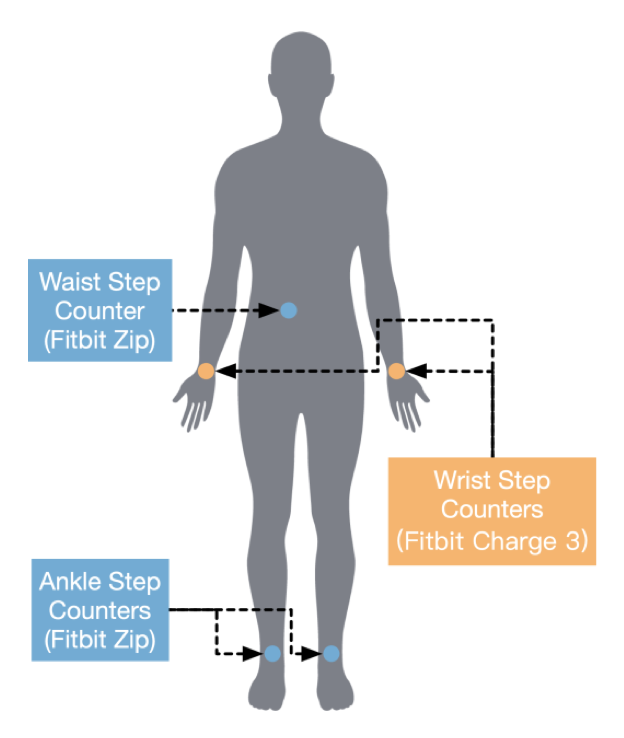 Waist Step
Counter
(Fitbit Zip)
Wrist Step
Counters
(Fitbit Charge 3)
Ankle Step
Counters
(Fitbit Zip)